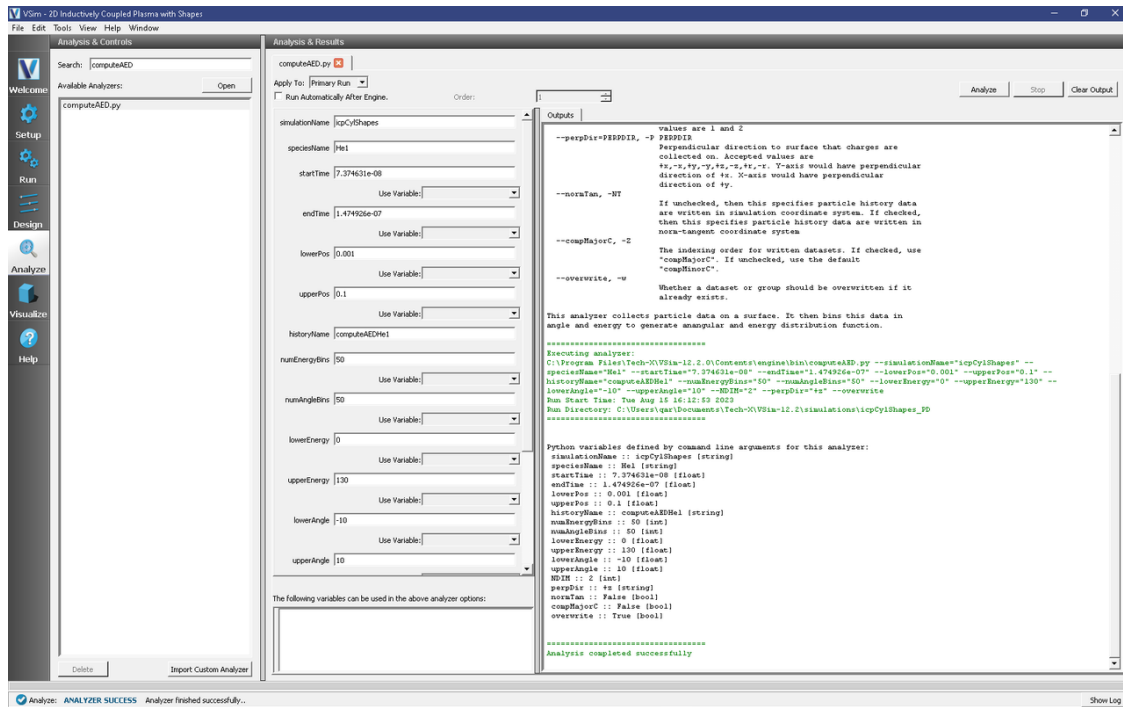 VSim - 2D Inductively Coupled Plasma with Shapes
File Edit Tools View Help Window
Welcome
Setup
Run
Design
Analyze
Visualize
Help
Analysis & Controls
Search: computeAED
Available Analyzers: Open
computeAED.py
Delete Import Custom Analyzer
Analysis & Results
computeAED.py
Apply To: Primary Run
Run Automatically After Engine. Order: 1
Analyze Stop Clear Output
simulationName icpCylShapes
speciesName He1
startTime 7.374631e-08
Use Variable:
endTime 1.474926e-07
Use Variable:
lowerPos 0.001
Use Variable:
upperPos 0.1
Use Variable:
historyName computeAEDHe1
numEnergyBins 50
Use Variable:
numAngleBins 50
Use Variable:
lowerEnergy 0
Use Variable:
upperEnergy 130
Use Variable:
lowerAngle -10
Use Variable:
upperAngle 10
The following variables can be used in the above analyzer options:
Outputs
values are 1 and 2
--perpDir=PERPDIR, -P PERPDIR
Perpendicular direction to surface that charges are
collected on. Accepted values are
+x,-x,+y,-y,+z,-z,+r,-r. Y-axis would have perpendicular
direction of +x. X-axis would have perpendicular
direction of +y.
--normTan, -NT
If unchecked, then this specifies particle history data
are written in simulation coordinate system. If checked,
then this specifies particle history data are written in
norm-tangent coordinate system
--compMajorC, -Z
The indexing order for written datasets. If checked, use
"compMajorC". If unchecked, use the default
"compMinorC".
--overwrite, -w
Whether a dataset or group should be overwritten if it
already exists.
This analyzer collects particle data on a surface. It then bins this data in
angle and energy to generate anangular and energy distribution function.
==================================
Executing analyzer:
C:\Program Files\Tech-X\VSim-12.2.0\Contents\engine\bin\computeAED.py --simulationName="icpCylShapes" --
speciesName="He1" --startTime="7.374631e-08" --endTime="1.474926e-07" --lowerPos="0.001" --upperPos="0.1" --
historyName="computeAEDHe1" --numEnergyBins="50" --numAngleBins="50" --lowerEnergy="0" --upperEnergy="130" --
lowerAngle="-10" --upperAngle="10" --NDIM="2" --perpDir="+z" --overwrite
Run Start Time: Tue Aug 15 16:12:53 2023
Run Directory: C:\Users\qar\Documents\Tech-X\VSim-12.2\simulations\icpCylShapes_PD
==================================
Python variables defined by command line arguments for this analyzer:
simulationName :: icpCylShapes [string]
speciesName :: He1 [string]
startTime :: 7.374631e-08 [float]
endTime :: 1.474926e-07 [float]
lowerPos :: 0.001 [float]
upperPos :: 0.1 [float]
historyName :: computeAEDHe1 [string]
numEnergyBins :: 50 [int]
numAngleBins :: 50 [int]
lowerEnergy :: 0 [float]
upperEnergy :: 130 [float]
lowerAngle :: -10 [float]
upperAngle :: 10 [float]
NDIM :: 2 [int]
perpDir :: +z [string]
normTan :: False [bool]
compMajorC :: False [bool]
overwrite :: True [bool]
==================================
Analysis completed successfully
Analyze: ANALYZER SUCCESS Analyzer finished successfully..
Show Log